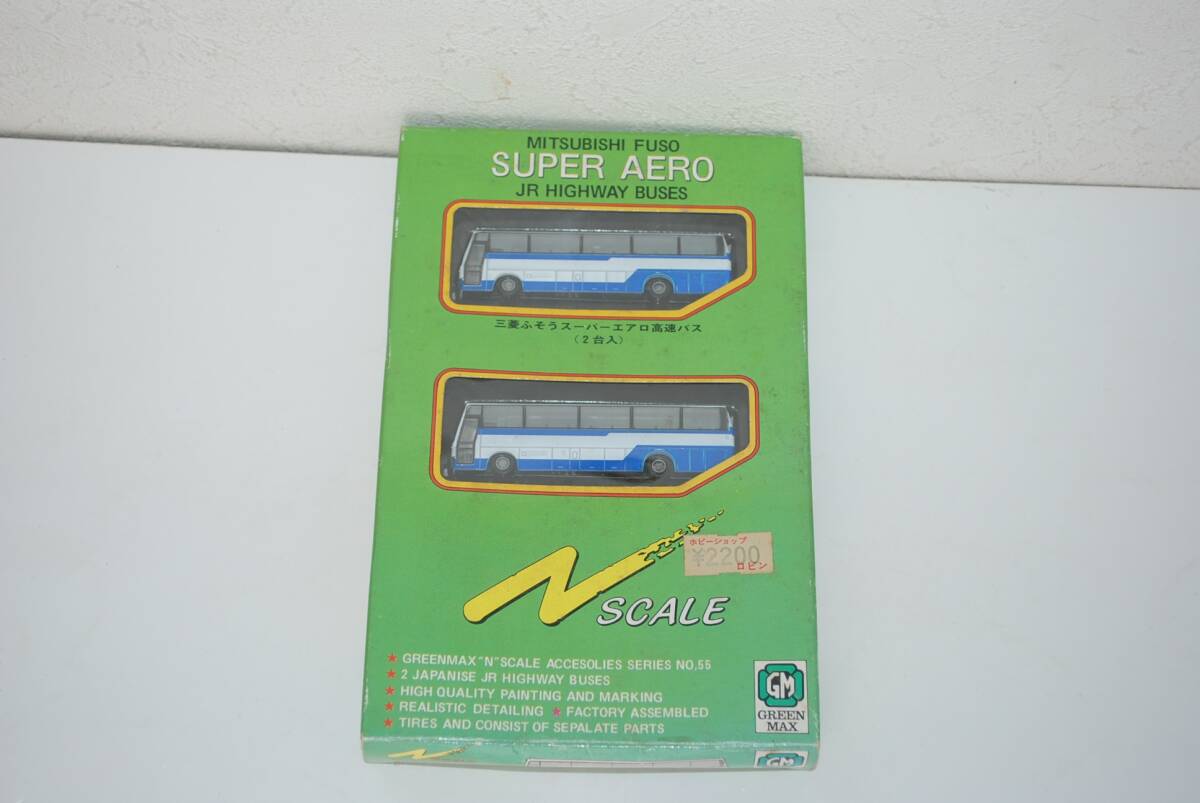 MITSUBISHI FUSO
SUPER AERO
JR HIGHWAY BUSES
三菱ふそうスーパーエアロ高速バス
(2台入)
ホビーショップ
¥2200
ロビン
N SCALE
★ GREENMAX "N" SCALE ACCESOLIES SERIES NO,55
★ 2 JAPANISE JR HIGHWAY BUSES
★ HIGH QUALITY PAINTING AND MARKING
★ REALISTIC DETAILING ★ FACTORY ASSEMBLED
★ TIRES AND CONSIST OF SEPALATE PARTS
GM
GREEN
MAX
GM